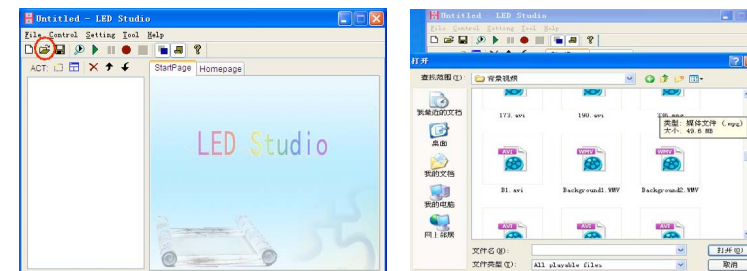 Untitled - LED Studio
File Control Setting Tool Help
ACT:
StartPage Homepage
LED Studio
Untitled LED Studio
File Control Setting Tool Help
打开
查找范围(I): 背景视频
我最近的文档
桌面
我的文档
我的电脑
网上邻居
173.avi 190.avi
类型: 媒体文件 (.mpg)
大小: 49.6 MB
AVI WMV WMV
B1.avi Background1.WMV Background2.WMV
AVI AVI AVI
文件名(N): 打开(O)
文件类型(T): All playable files 取消